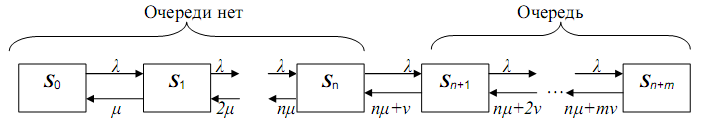 Очереди нет Очередь
λ λ λ λ λ λ
S0 S1 Sn Sn+1 ... Sn+m
μ 2μ nμ nμ+ν nμ+2ν nμ+mν